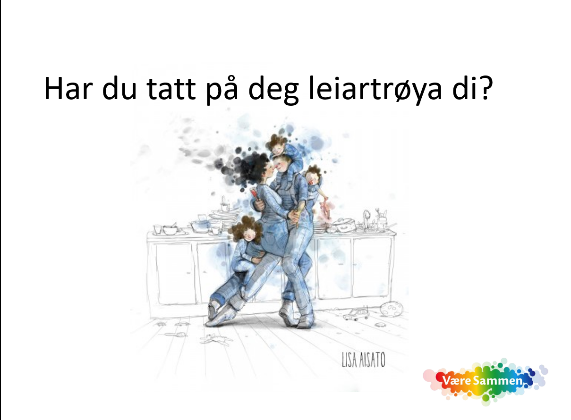 Har du tatt på deg leiartrøya di?
LISA AISATO
Være Sammen